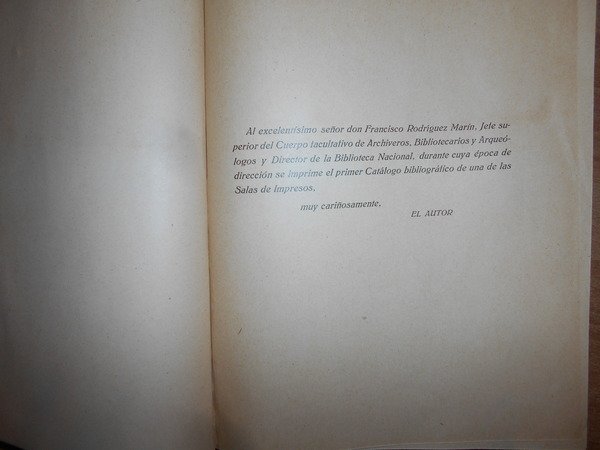 Al excelentísimo señor don Francisco Rodríguez Marín, Jefe su-
perior del Cuerpo facultativo de Archiveros, Bibliotecarios y Arqueó-
logos y Director de la Biblioteca Nacional, durante cuya época de
dirección se imprime el primer Catálogo bibliográfico de una de las
Salas de Impresos,
muy cariñosamente.
EL AUTOR